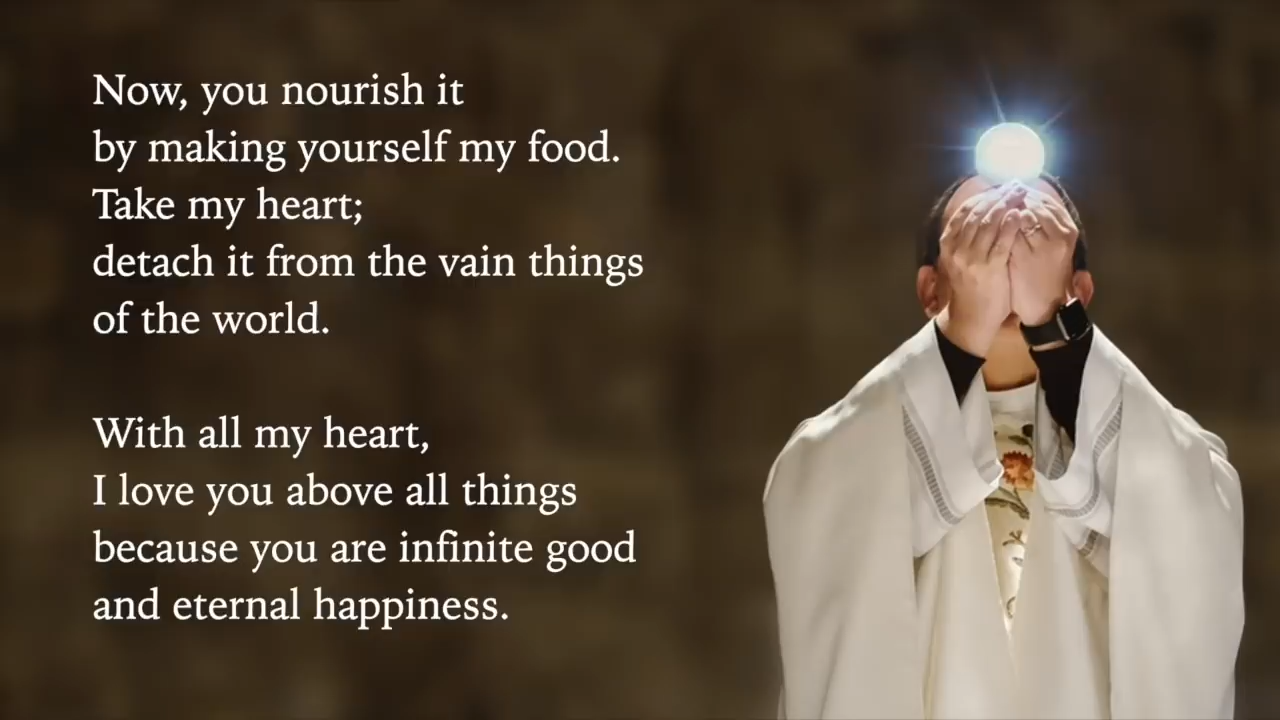 Now, you nourish it
by making yourself my food.
Take my heart;
detach it from the vain things
of the world.
With all my heart,
I love you above all things
because you are infinite good
and eternal happiness.